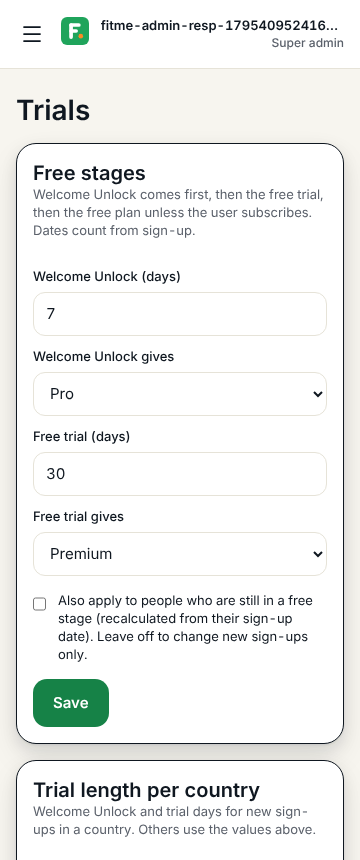 F.
fitme-admin-resp-179540952416...
Super admin
Trials
Free stages
Welcome Unlock comes first, then the free trial,
then the free plan unless the user subscribes.
Dates count from sign-up.
Welcome Unlock (days)
7
Welcome Unlock gives
Pro
Free trial (days)
30
Free trial gives
Premium
Also apply to people who are still in a free
stage (recalculated from their sign-up
date). Leave off to change new sign-ups
only.
Save
Trial length per country
Welcome Unlock and trial days for new sign-
ups in a country. Others use the values above.